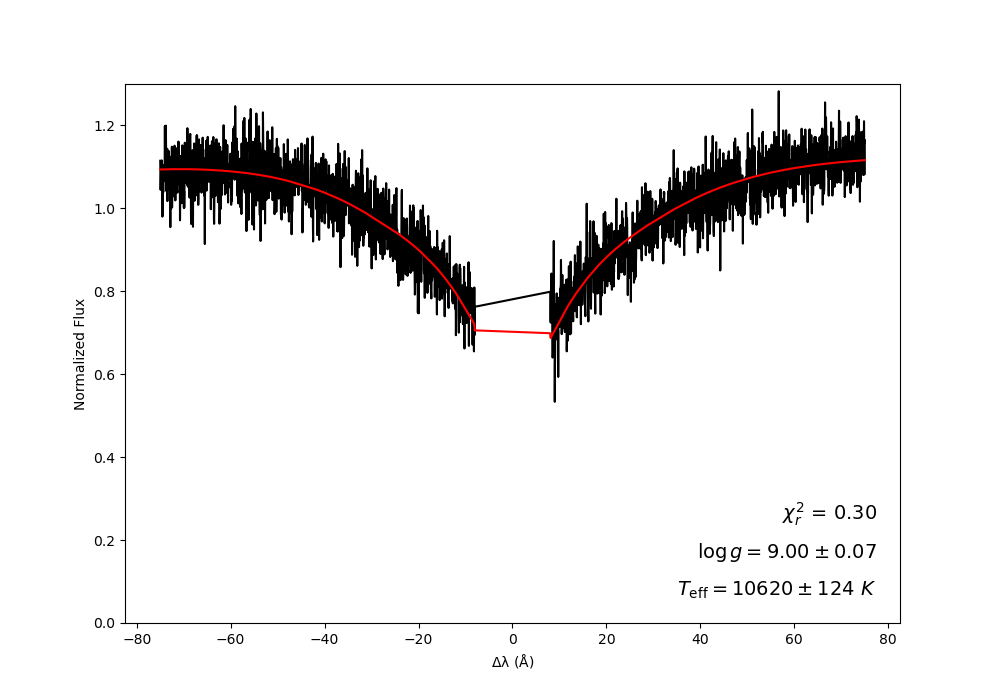 1.2
1.0
0.8
0.6
0.4
0.2
0.0
Normalized Flux
χ²ᵣ = 0.30
log g = 9.00 ± 0.07
T_eff = 10620 ± 124 K
−80 −60 −40 −20 0 20 40 60 80
Δλ (Å)